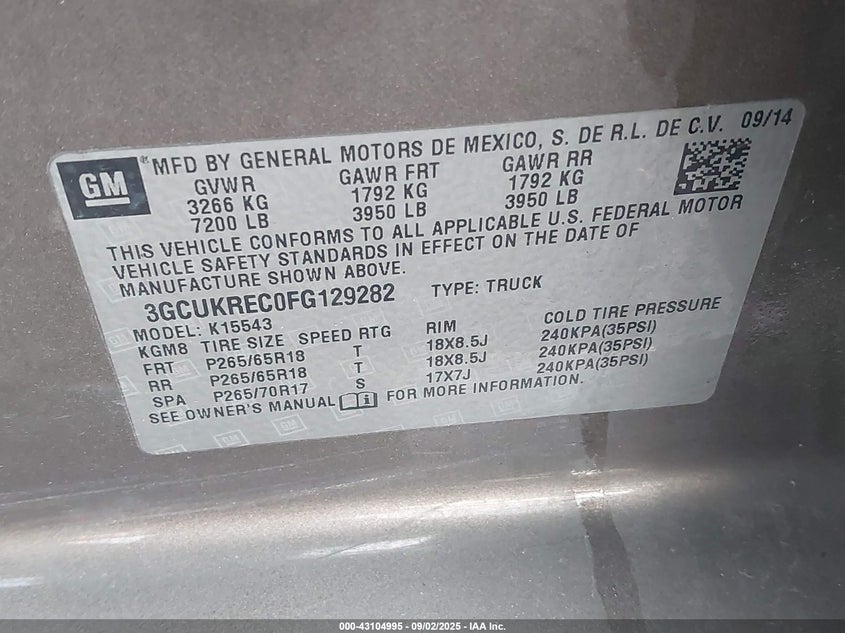 GM
® MFD BY GENERAL MOTORS DE MEXICO, S. DE R.L. DE C.V. 09/14
GVWR GAWR FRT GAWR RR
3266 KG 1792 KG 1792 KG
7200 LB 3950 LB 3950 LB
THIS VEHICLE CONFORMS TO ALL APPLICABLE U.S. FEDERAL MOTOR
VEHICLE SAFETY STANDARDS IN EFFECT ON THE DATE OF
MANUFACTURE SHOWN ABOVE.
3GCUKREC0FG129282 TYPE: TRUCK
MODEL: K15543
KGM8 TIRE SIZE SPEED RTG RIM COLD TIRE PRESSURE
FRT P265/65R18 T 18X8.5J 240KPA(35PSI)
RR P265/65R18 T 18X8.5J 240KPA(35PSI)
SPA P265/70R17 S 17X7J 240KPA(35PSI)
SEE OWNER'S MANUAL FOR MORE INFORMATION.
000-43104995 - 09/02/2025 - IAA Inc.